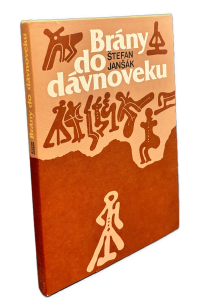 Brány
do
ŠTEFAN
JANŠÁK
dávnoveku
Brány do dávnoveku